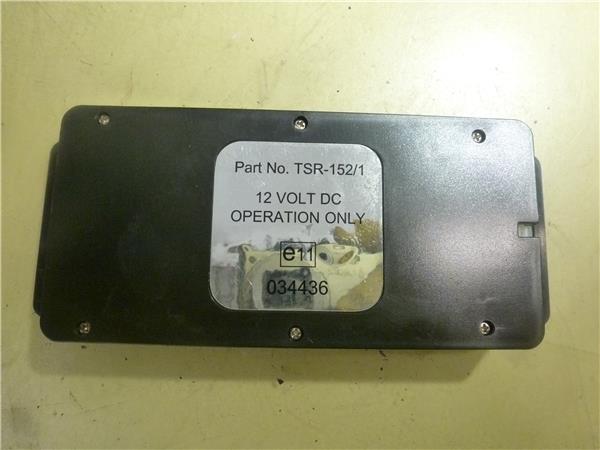 Part No. TSR-152/1
12 VOLT DC
OPERATION ONLY
e11
034436